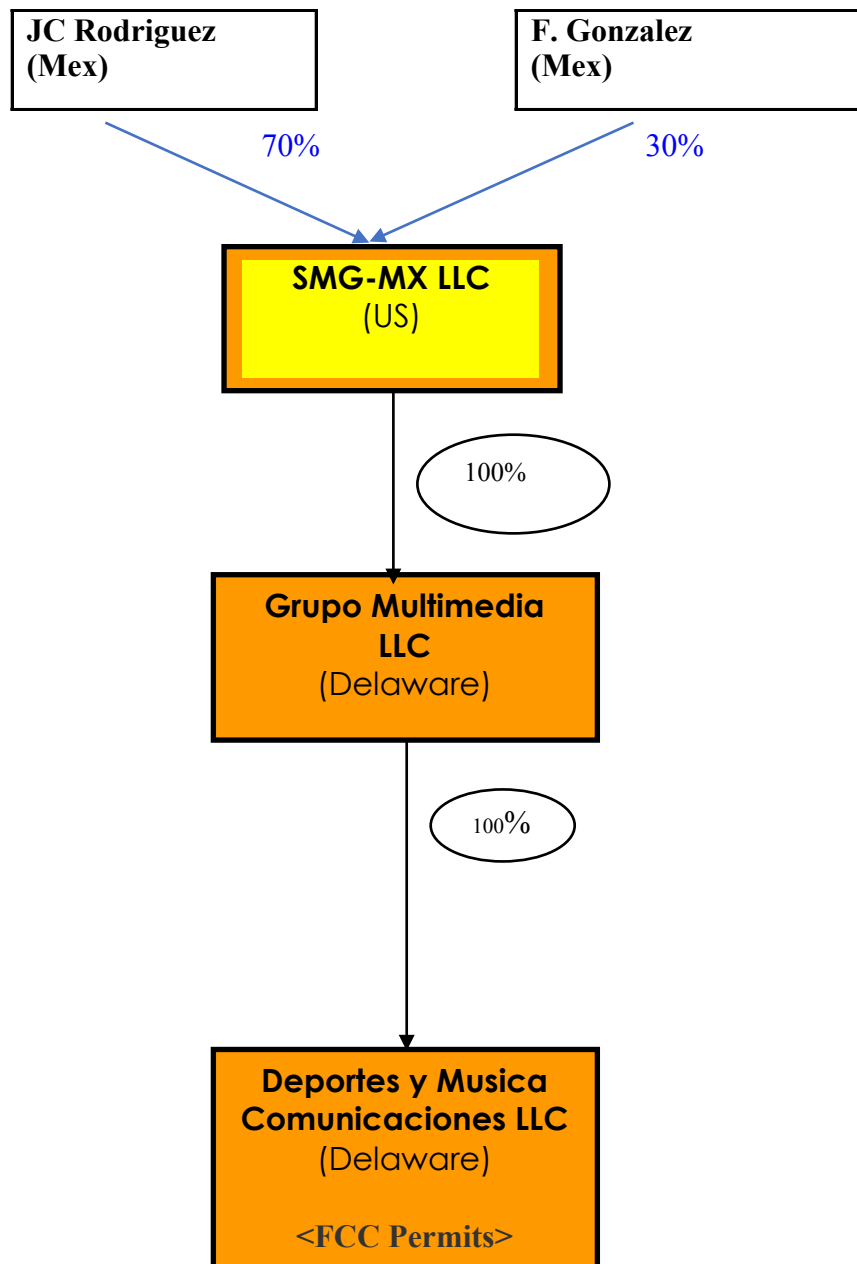 JC Rodriguez
(Mex)
F. Gonzalez
(Mex)
70%
30%
SMG-MX LLC
(US)
100%
Grupo Multimedia
LLC
(Delaware)
100%
Deportes y Musica
Comunicaciones LLC
(Delaware)
<FCC Permits>